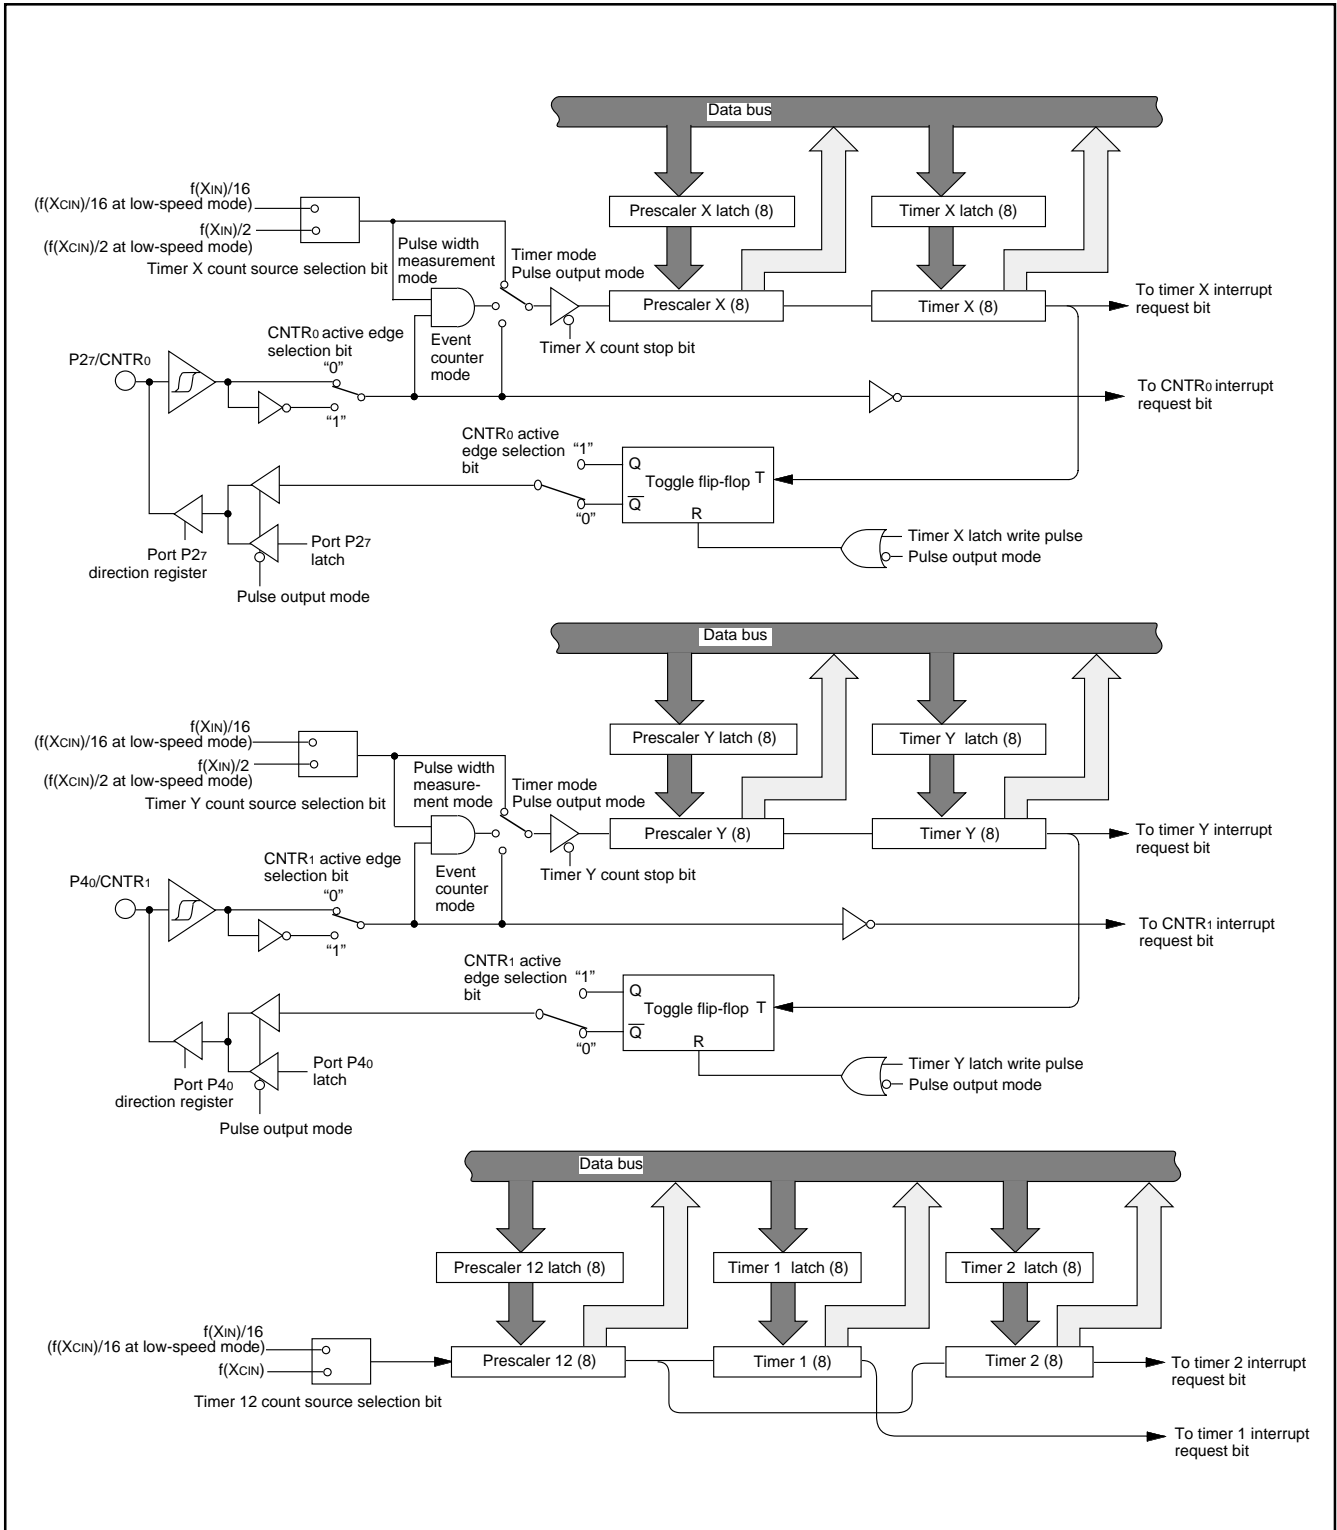 Data bus
f(XIN)/16
(f(XCIN)/16 at low-speed mode)
f(XIN)/2
(f(XCIN)/2 at low-speed mode)
Timer X count source selection bit
Prescaler X latch (8)
Timer X latch (8)
Pulse width
measurement
mode
Timer mode
Pulse output mode
Prescaler X (8)
Timer X (8)
To timer X interrupt
request bit
CNTR0 active edge
selection bit
"0"
Event
counter
mode
Timer X count stop bit
P27/CNTR0
"1"
To CNTR0 interrupt
request bit
CNTR0 active
edge selection
bit
"1"
Q
Toggle flip-flop
T
Q
"0"
R
Port P27
latch
Port P27
direction register
Timer X latch write pulse
Pulse output mode
Pulse output mode
Data bus
f(XIN)/16
(f(XCIN)/16 at low-speed mode)
f(XIN)/2
(f(XCIN)/2 at low-speed mode)
Timer Y count source selection bit
Prescaler Y latch (8)
Timer Y latch (8)
Pulse width
measure-
ment mode
Timer mode
Pulse output mode
Prescaler Y (8)
Timer Y (8)
To timer Y interrupt
request bit
CNTR1 active edge
selection bit
"0"
Event
counter
mode
Timer Y count stop bit
P40/CNTR1
"1"
To CNTR1 interrupt
request bit
CNTR1 active
edge selection
bit
"1"
Q
Toggle flip-flop
T
Q
"0"
R
Port P40
latch
Port P40
direction register
Timer Y latch write pulse
Pulse output mode
Pulse output mode
Data bus
Prescaler 12 latch (8)
Timer 1 latch (8)
Timer 2 latch (8)
f(XIN)/16
(f(XCIN)/16 at low-speed mode)
f(XCIN)
Timer 12 count source selection bit
Prescaler 12 (8)
Timer 1 (8)
Timer 2 (8)
To timer 2 interrupt
request bit
To timer 1 interrupt
request bit